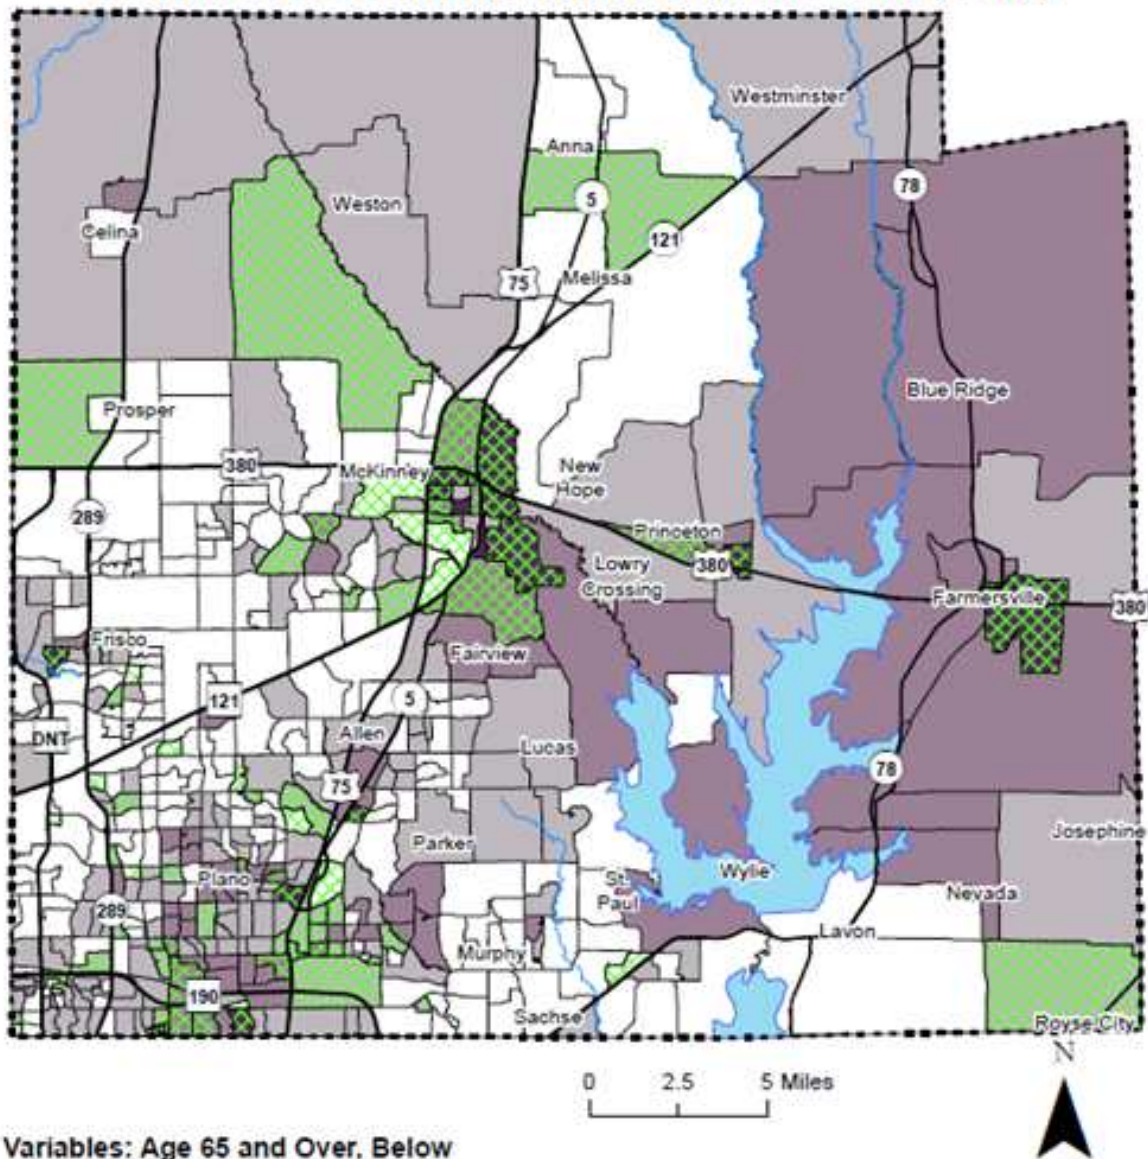 Westminster
Anna
78
5
Weston
Celina
121
75
Melissa
Blue Ridge
Prosper
380
McKinney
New
Hope
289
Princeton
380
Lowry
Crossing
Farmersville
380
Frisco
Fairview
121
5
DNT
Allen
Lucas
78
75
Josephine
Parker
Plano
Wylie
St.
Paul
Nevada
289
Lavon
Murphy
190
Sachse
Royse City
N
0 2.5 5 Miles
Variables: Age 65 and Over, Below